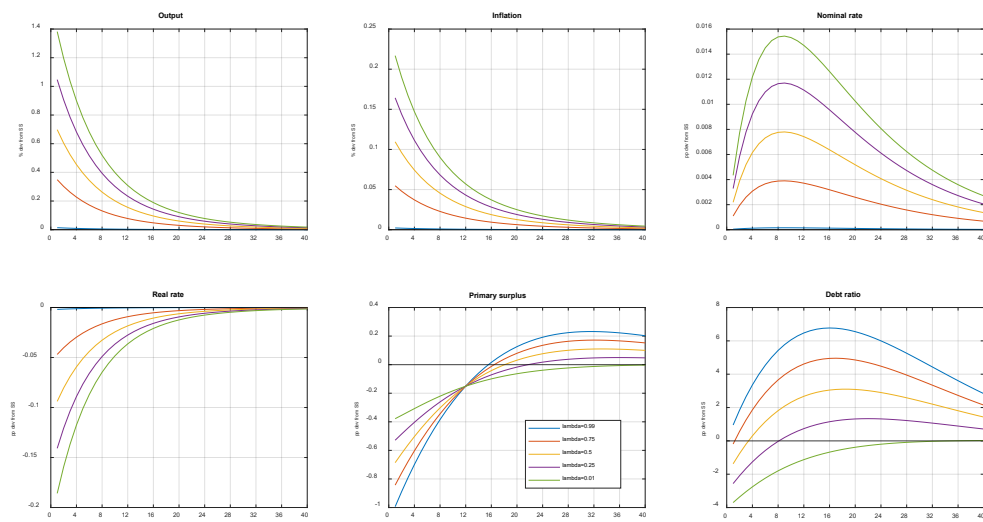 Output
Inflation
Nominal rate
1.4
1.2
1
0.8
0.6
0.4
0.2
0
% dev from SS
0 4 8 12 16 20 24 28 32 36 40
0.25
0.2
0.15
0.1
0.05
0
% dev from SS
0 4 8 12 16 20 24 28 32 36 40
0.016
0.014
0.012
0.01
0.008
0.006
0.004
0.002
0
pp dev from SS
0 4 8 12 16 20 24 28 32 36 40
Real rate
Primary surplus
Debt ratio
0
-0.05
-0.1
-0.15
-0.2
pp dev from SS
0 4 8 12 16 20 24 28 32 36 40
0.4
0.2
0
-0.2
-0.4
-0.6
-0.8
-1
pp dev from SS
lambda=0.99
lambda=0.75
lambda=0.5
lambda=0.25
lambda=0.01
0 4 8 12 16 20 24 28 32 36 40
8
6
4
2
0
-2
-4
pp dev from SS
0 4 8 12 16 20 24 28 32 36 40